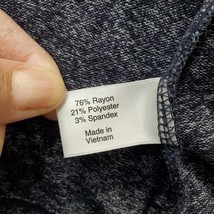 76% Rayon
21% Polyester
3% Spandex
Made in
Vietnam